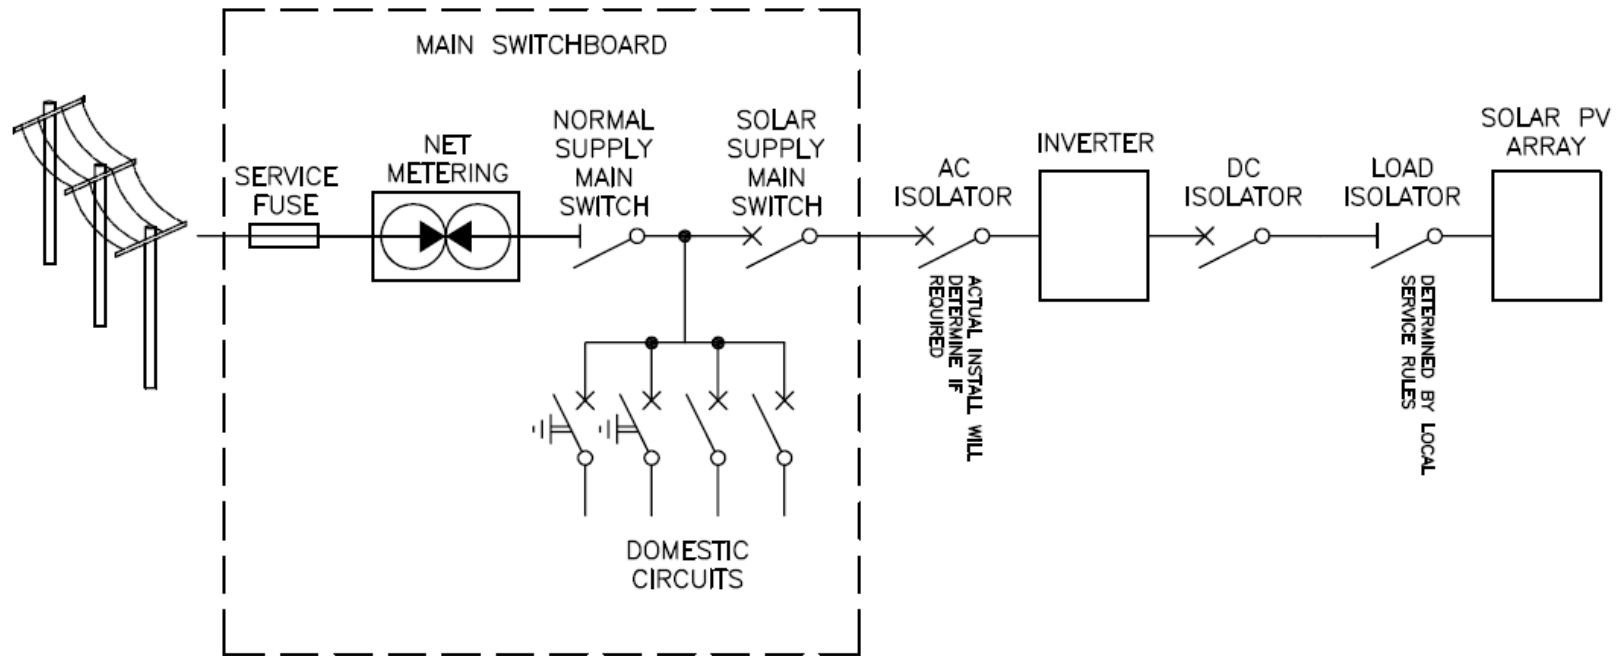 MAIN SWITCHBOARD
SERVICE
FUSE
NET
METERING
NORMAL
SUPPLY
MAIN
SWITCH
SOLAR
SUPPLY
MAIN
SWITCH
AC
ISOLATOR
INVERTER
DC
ISOLATOR
LOAD
ISOLATOR
SOLAR PV
ARRAY
ACTUAL INSTALL WILL
DETERMINE IF
REQUIRED
DETERMINED BY LOCAL
SERVICE RULES
DOMESTIC
CIRCUITS